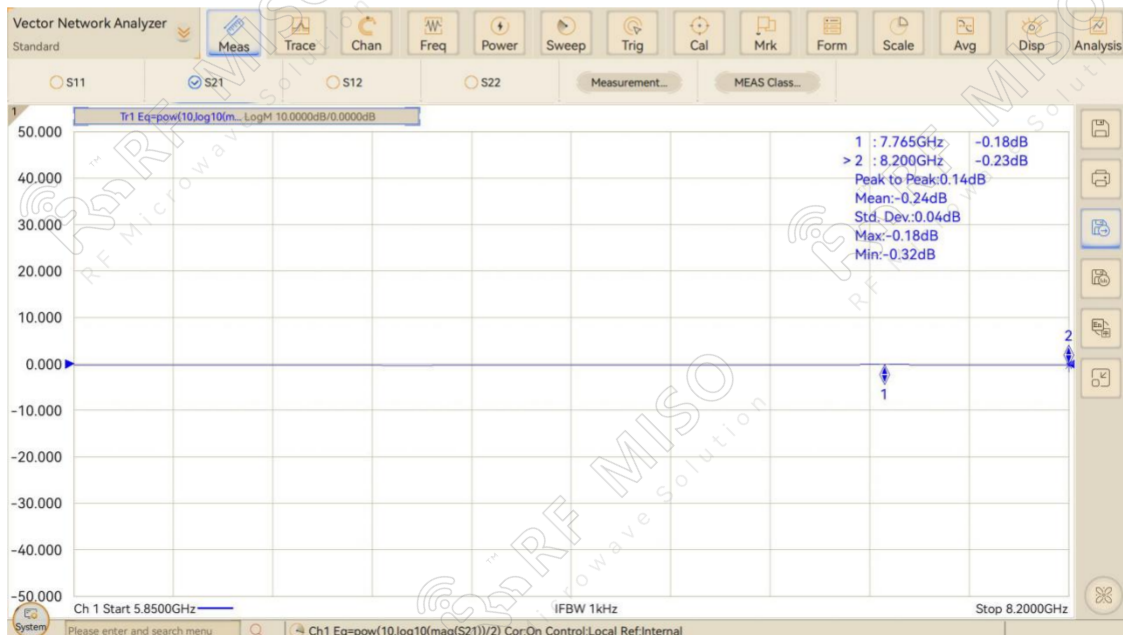 Vector Network Analyzer
Standard
Meas Trace Chan Freq Power Sweep Trig Cal Mrk Form Scale Avg Disp Analysis
S11 S21 S12 S22 Measurement... MEAS Class...
1
Tr1 Eq=pow(10,log10(m... LogM 10.0000dB/0.0000dB
50.000
1 :7.765GHz -0.18dB
> 2 :8.200GHz -0.23dB
40.000
Peak to Peak:0.14dB
Mean:-0.24dB
Std. Dev.:0.04dB
30.000
Max:-0.18dB
Min:-0.32dB
20.000
10.000
2
0.000
1
-10.000
-20.000
-30.000
-40.000
-50.000
Ch 1 Start 5.8500GHz IFBW 1kHz Stop 8.2000GHz
System Please enter and search menu Ch1 Eq=pow(10,log10(mag(S21))/2) Cor:On Control:Local Ref:Internal
RF MISO
RF Microwave Solution